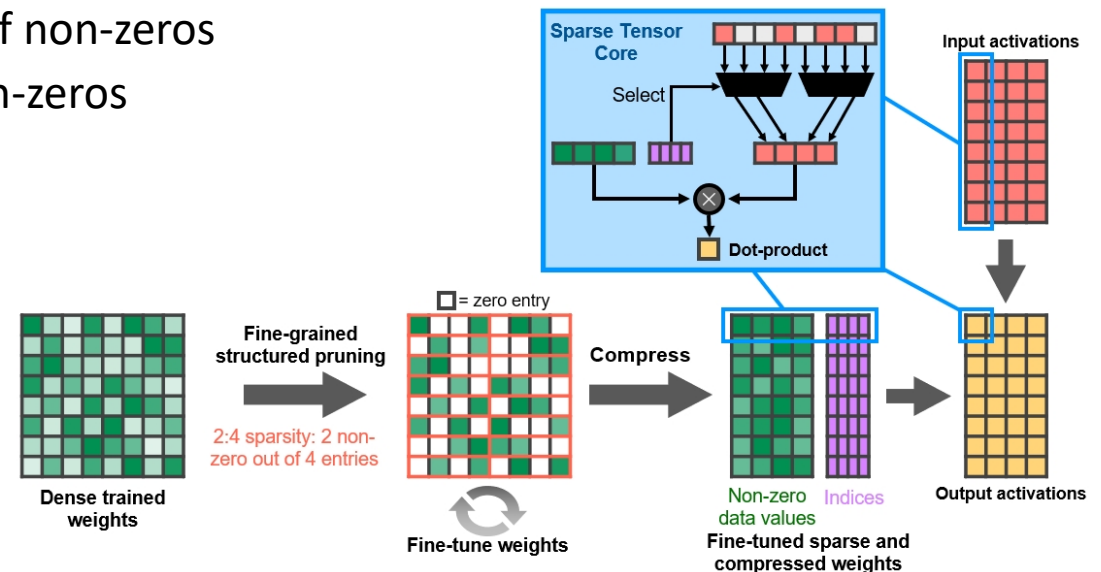 f non-zeros
n-zeros
Sparse Tensor
Core
Select
Dot-product
Input activations
= zero entry
Fine-grained
structured pruning
2:4 sparsity: 2 non-
zero out of 4 entries
Compress
Dense trained
weights
Fine-tune weights
Non-zero
data values
Indices
Fine-tuned sparse and
compressed weights
Output activations